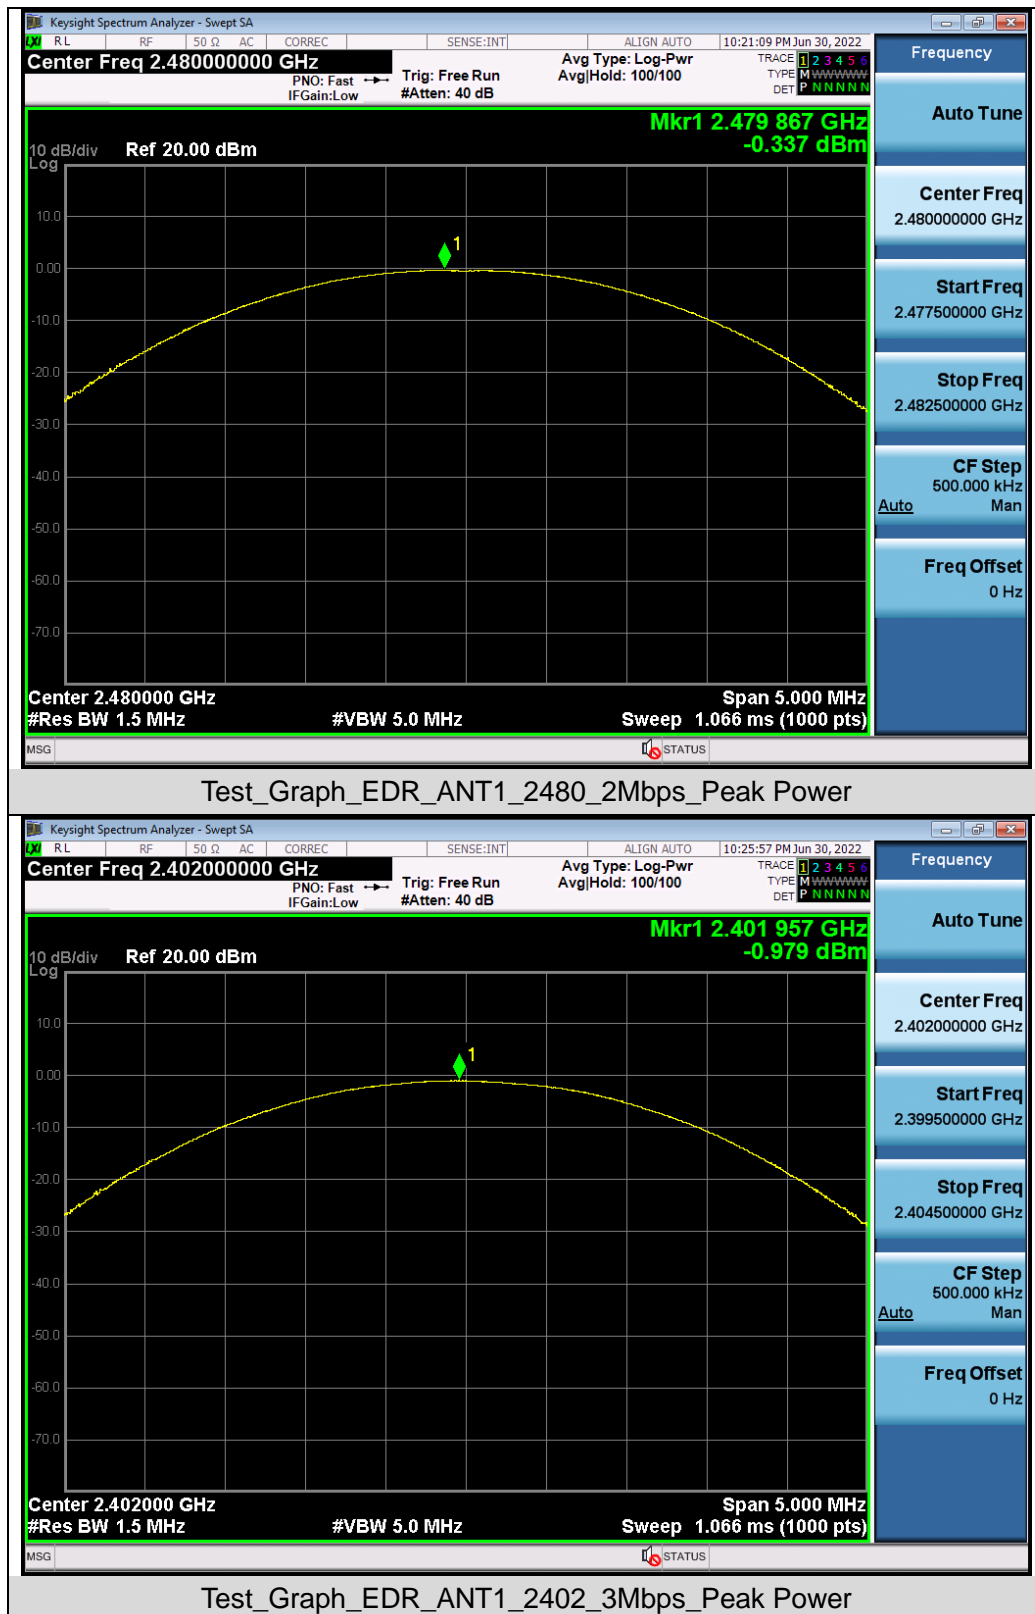 Keysight Spectrum Analyzer - Swept SA
LXI RL RF 50 Ω AC CORREC SENSE:INT ALIGN AUTO 10:21:09 PM Jun 30, 2022
Center Freq 2.480000000 GHz
PNO: Fast
IFGain:Low
Trig: Free Run
#Atten: 40 dB
Avg Type: Log-Pwr
Avg|Hold: 100/100
TRACE 1 2 3 4 5 6
TYPE M WWWWW
DET P N N N N N
Mkr1 2.479 867 GHz
-0.337 dBm
10 dB/div Ref 20.00 dBm
Log
10.0
1
0.00
-10.0
-20.0
-30.0
-40.0
-50.0
-60.0
-70.0
Center 2.480000 GHz Span 5.000 MHz
#Res BW 1.5 MHz #VBW 5.0 MHz Sweep 1.066 ms (1000 pts)
MSG STATUS
Frequency
Auto Tune
Center Freq
2.480000000 GHz
Start Freq
2.477500000 GHz
Stop Freq
2.482500000 GHz
CF Step
500.000 kHz
Auto Man
Freq Offset
0 Hz
Test_Graph_EDR_ANT1_2480_2Mbps_Peak Power
Keysight Spectrum Analyzer - Swept SA
LXI RL RF 50 Ω AC CORREC SENSE:INT ALIGN AUTO 10:25:57 PM Jun 30, 2022
Center Freq 2.402000000 GHz
PNO: Fast
IFGain:Low
Trig: Free Run
#Atten: 40 dB
Avg Type: Log-Pwr
Avg|Hold: 100/100
TRACE 1 2 3 4 5 6
TYPE M WWWWW
DET P N N N N N
Mkr1 2.401 957 GHz
-0.979 dBm
10 dB/div Ref 20.00 dBm
Log
10.0
1
0.00
-10.0
-20.0
-30.0
-40.0
-50.0
-60.0
-70.0
Center 2.402000 GHz Span 5.000 MHz
#Res BW 1.5 MHz #VBW 5.0 MHz Sweep 1.066 ms (1000 pts)
MSG STATUS
Frequency
Auto Tune
Center Freq
2.402000000 GHz
Start Freq
2.399500000 GHz
Stop Freq
2.404500000 GHz
CF Step
500.000 kHz
Auto Man
Freq Offset
0 Hz
Test_Graph_EDR_ANT1_2402_3Mbps_Peak Power